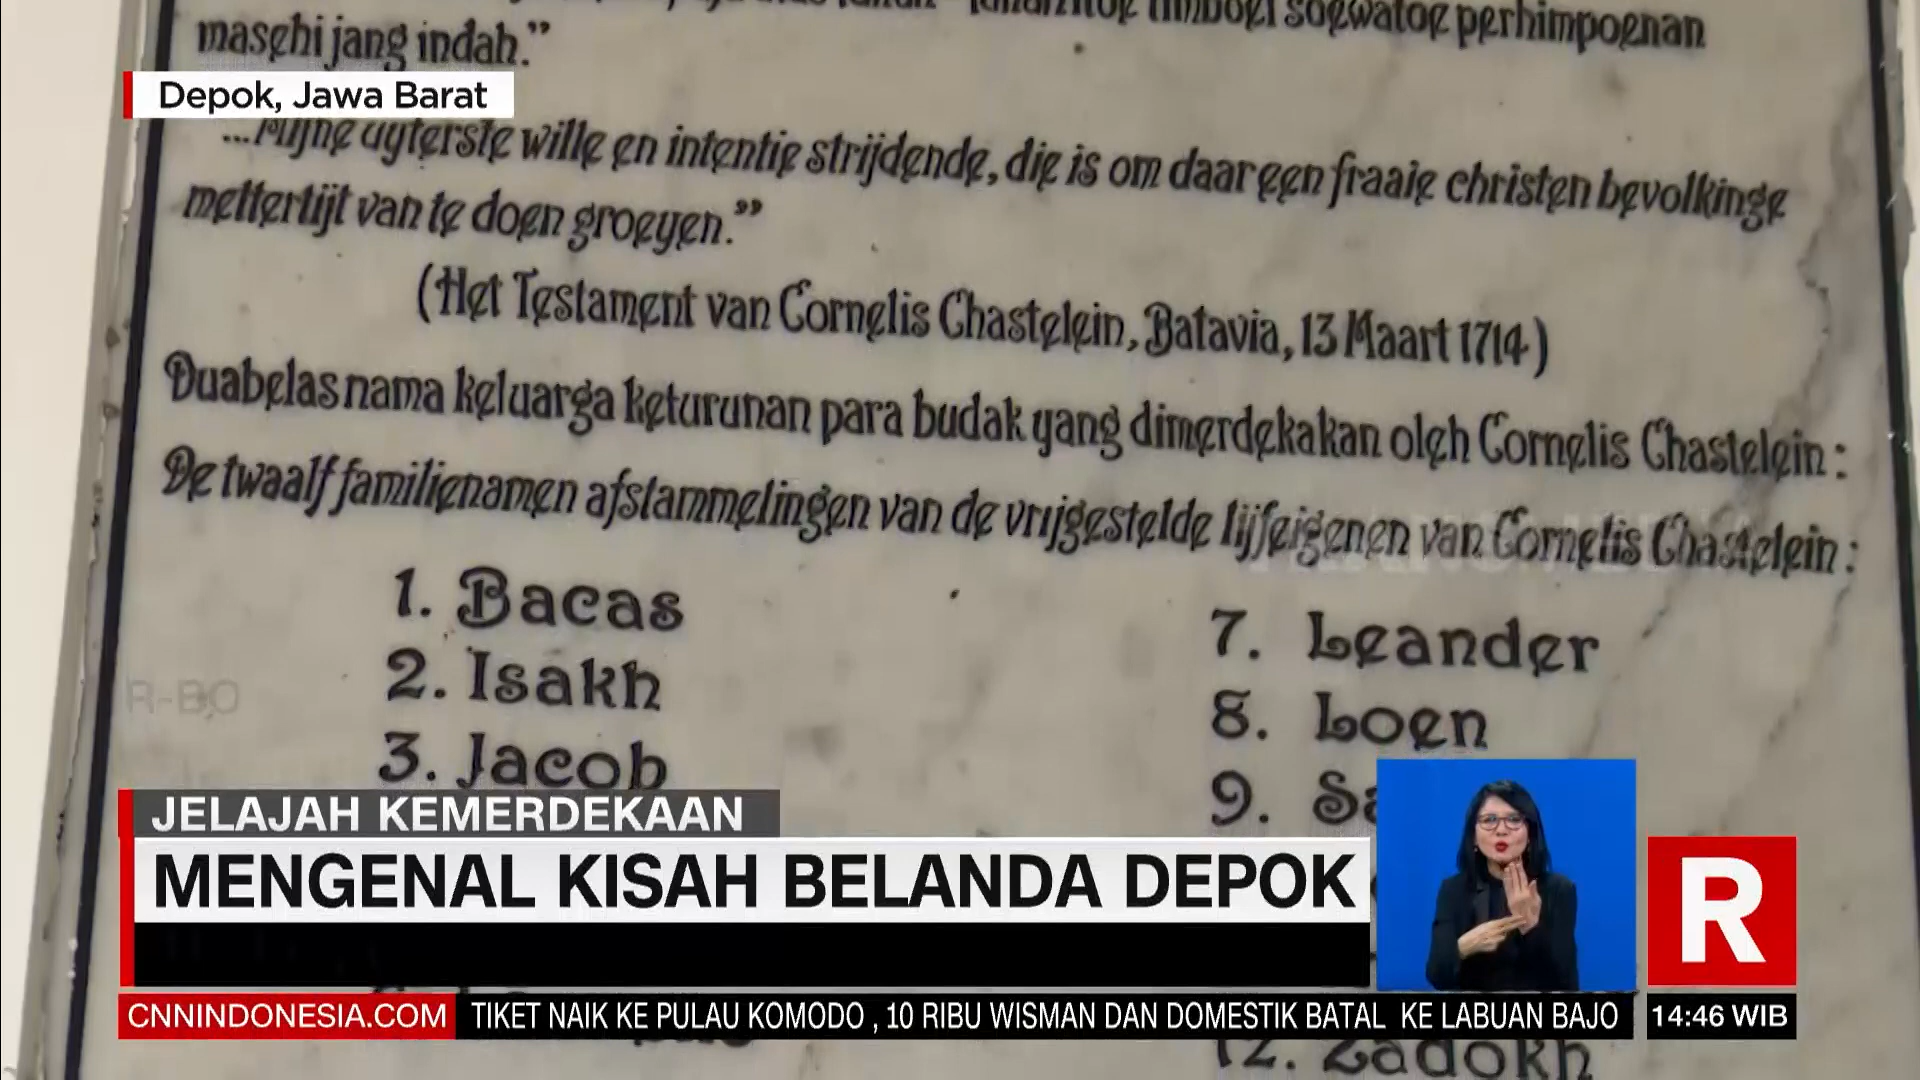 soewatoe perhimpoenan
masehi jang indah.”
Depok, Jawa Barat
...Mijne uyterste wille en intentie strijdende, die is om daar een fraaie christen bevolkinge
mettertijt van te doen groeyen.”
(Het Testament van Cornelis Chastelein, Batavia, 13 Maart 1714)
Duabelas nama keluarga keturunan para budak yang dimerdekakan oleh Cornelis Chastelein :
De twaalf familienamen afstammelingen van de vrijgestelde lijfeigenen van Cornelis Chastelein :
1. Bacas
2. Isakh
3. Jacob
7. Leander
8. Loen
9.
12. Zadokh
R-BO
JELAJAH KEMERDEKAAN
MENGENAL KISAH BELANDA DEPOK
R
CNNINDONESIA.COM
TIKET NAIK KE PULAU KOMODO , 10 RIBU WISMAN DAN DOMESTIK BATAL KE LABUAN BAJO
14:46 WIB